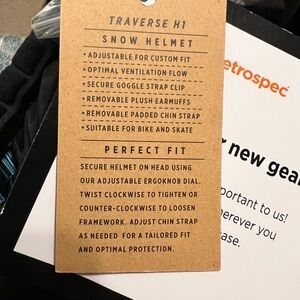 TRAVERSE H1
SNOW HELMET
• ADJUSTABLE FOR CUSTOM FIT
• OPTIMAL VENTILATION FLOW
• SECURE GOGGLE STRAP CLIP
• REMOVABLE PLUSH EARMUFFS
• REMOVABLE PADDED CHIN STRAP
• SUITABLE FOR BIKE AND SKATE
PERFECT FIT
SECURE HELMET ON HEAD USING
OUR ADJUSTABLE ERGOKNOB DIAL.
TWIST CLOCKWISE TO TIGHTEN OR
COUNTER-CLOCKWISE TO LOOSEN
FRAMEWORK. ADJUST CHIN STRAP
AS NEEDED FOR A TAILORED FIT
AND OPTIMAL PROTECTION.
etrospec
new gea
portant to us!
herever you
ase.